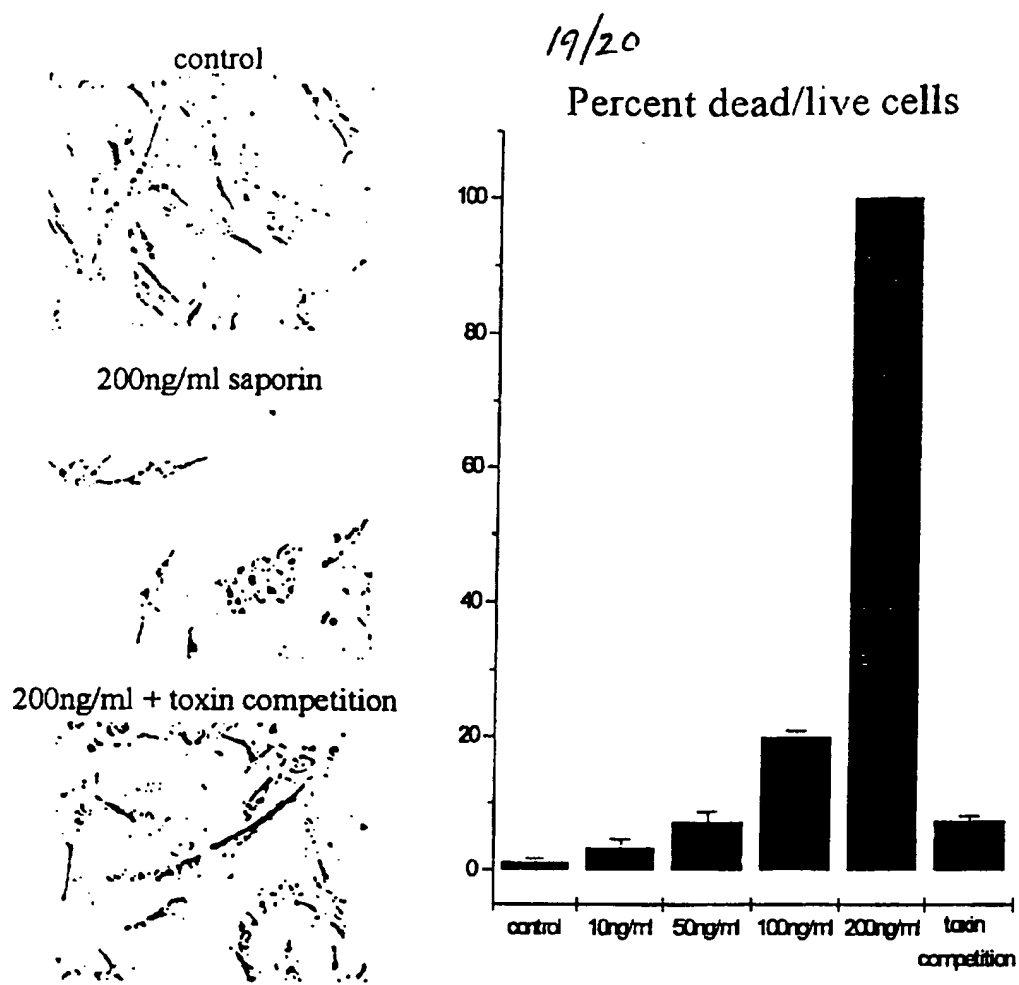 19/20
control
200ng/ml saporin
200ng/ml + toxin competition
Percent dead/live cells
100
80
60
40
20
0
control
10ng/ml
50ng/ml
100ng/ml
200ng/ml
toxin
competition